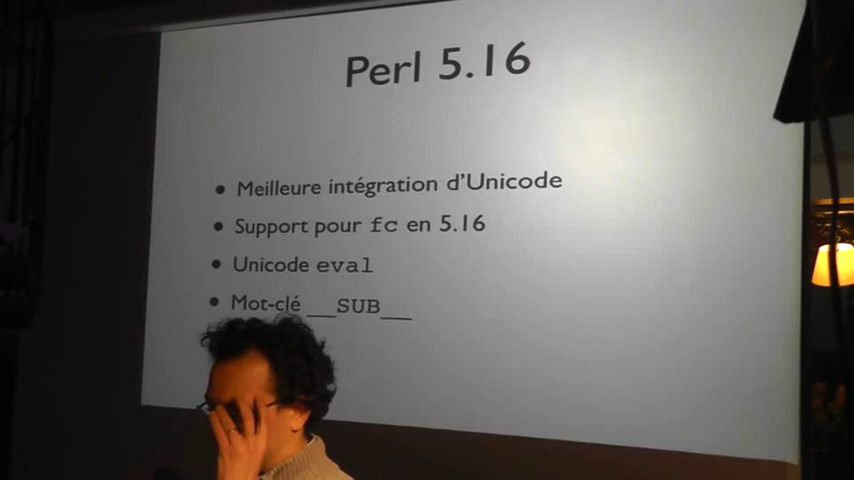 Perl 5.16
• Meilleure intégration d'Unicode
• Support pour fc en 5.16
• Unicode eval
• Mot-clé __SUB__